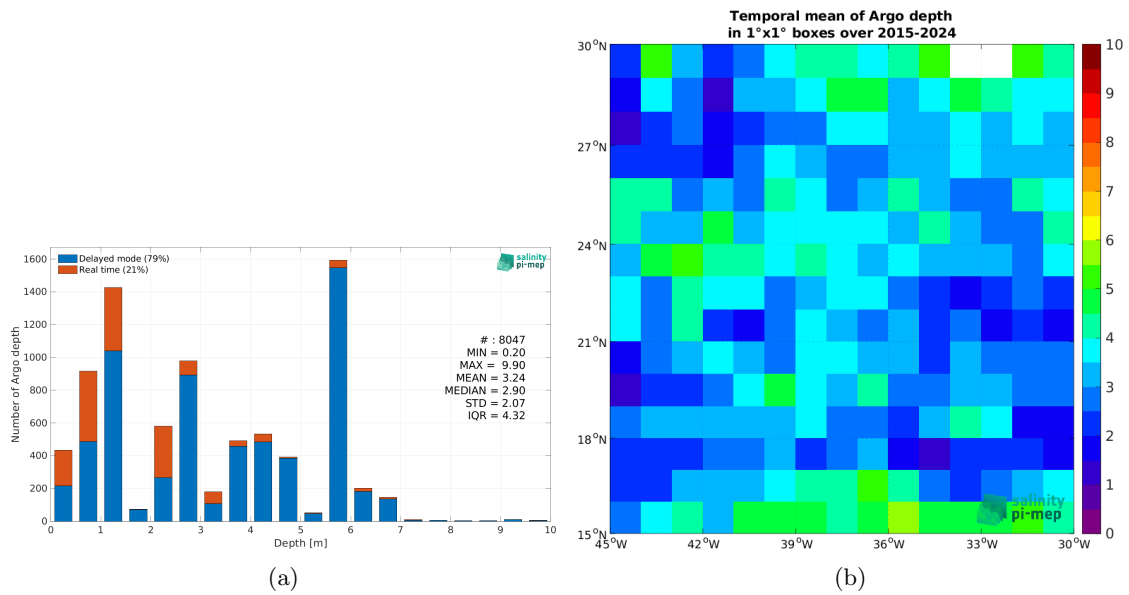 Temporal mean of Argo depth
in 1°x1° boxes over 2015-2024
Delayed mode (79%)
Real time (21%)
salinity
pi-mep
# : 8047
MIN = 0.20
MAX = 9.90
MEAN = 3.24
MEDIAN = 2.90
STD = 2.07
IQR = 4.32
Number of Argo depth
1600
1400
1200
1000
800
600
400
200
0
0 1 2 3 4 5 6 7 8 9 10
Depth [m]
(a)
30°N
27°N
24°N
21°N
18°N
15°N
45°W 42°W 39°W 36°W 33°W 30°W
salinity
pi-mep
10
9
8
7
6
5
4
3
2
1
0
(b)